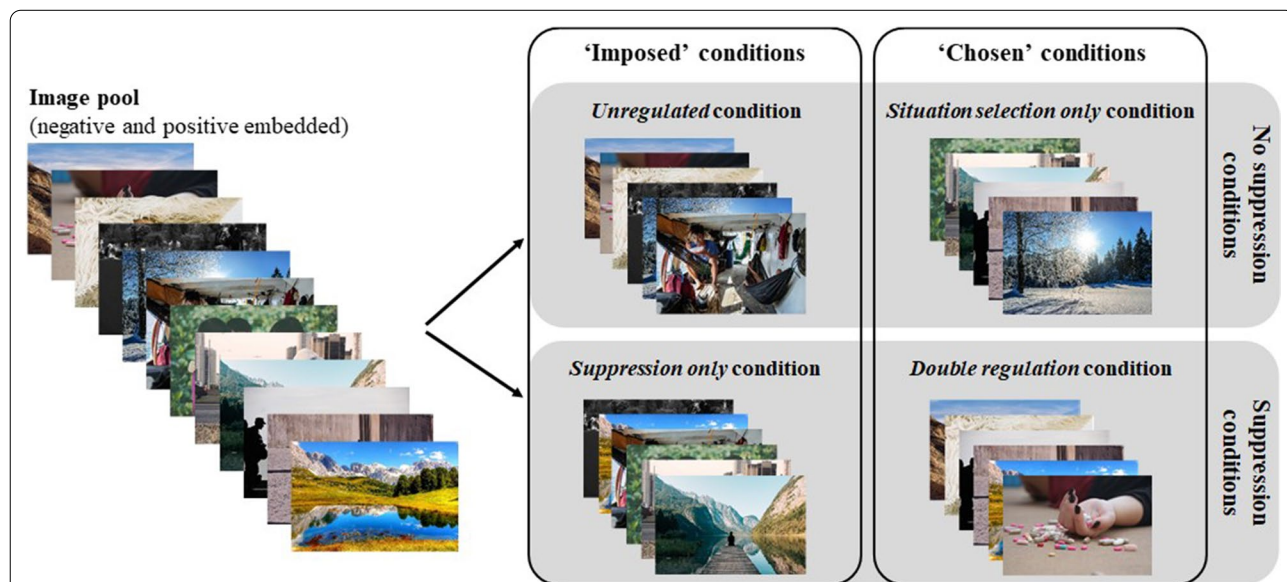 Image pool
(negative and positive embedded)
‘Imposed’ conditions
‘Chosen’ conditions
Unregulated condition
Situation selection only condition
No suppression
conditions
Suppression only condition
Double regulation condition
Suppression
conditions